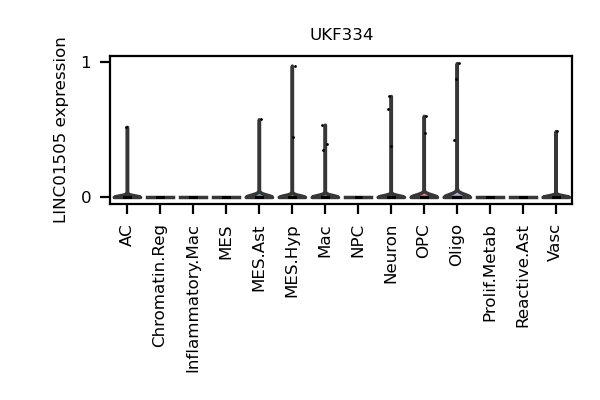 UKF334
LINC01505 expression
1
0
AC
Chromatin.Reg
Inflammatory.Mac
MES
MES.Ast
MES.Hyp
Mac
NPC
Neuron
OPC
Oligo
Prolif.Metab
Reactive.Ast
Vasc